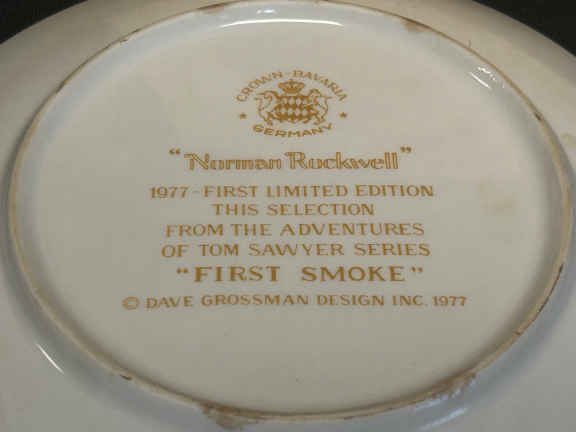 CROWN-BAVARIA
★ ★
GERMANY
"Norman Rockwell"
1977-FIRST LIMITED EDITION
THIS SELECTION
FROM THE ADVENTURES
OF TOM SAWYER SERIES
"FIRST SMOKE"
© DAVE GROSSMAN DESIGN INC. 1977